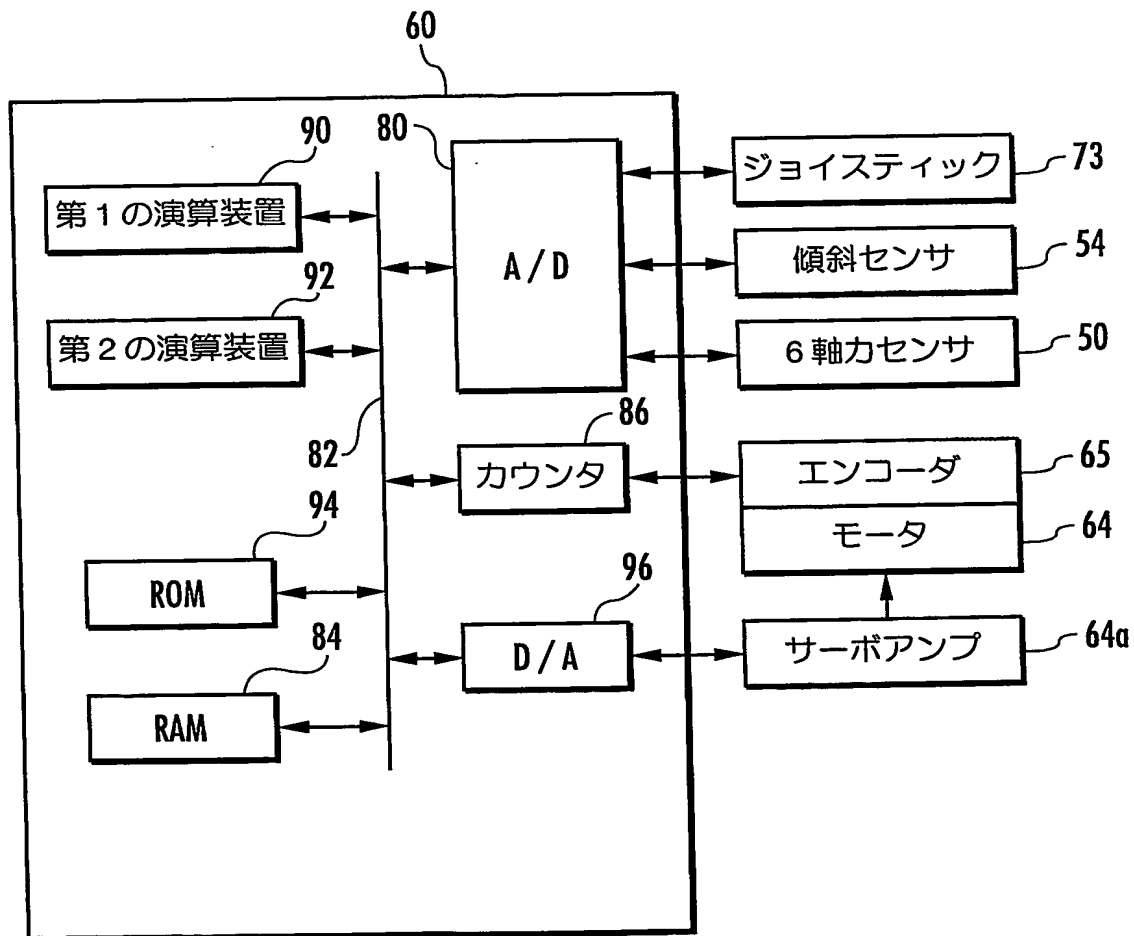 60
90
80
第1の演算装置
A/D
ジョイスティック
73
傾斜センサ
54
92
第2の演算装置
6軸力センサ
50
82
86
カウンタ
エンコーダ
65
モータ
64
94
ROM
96
D/A
サーボアンプ
64a
84
RAM